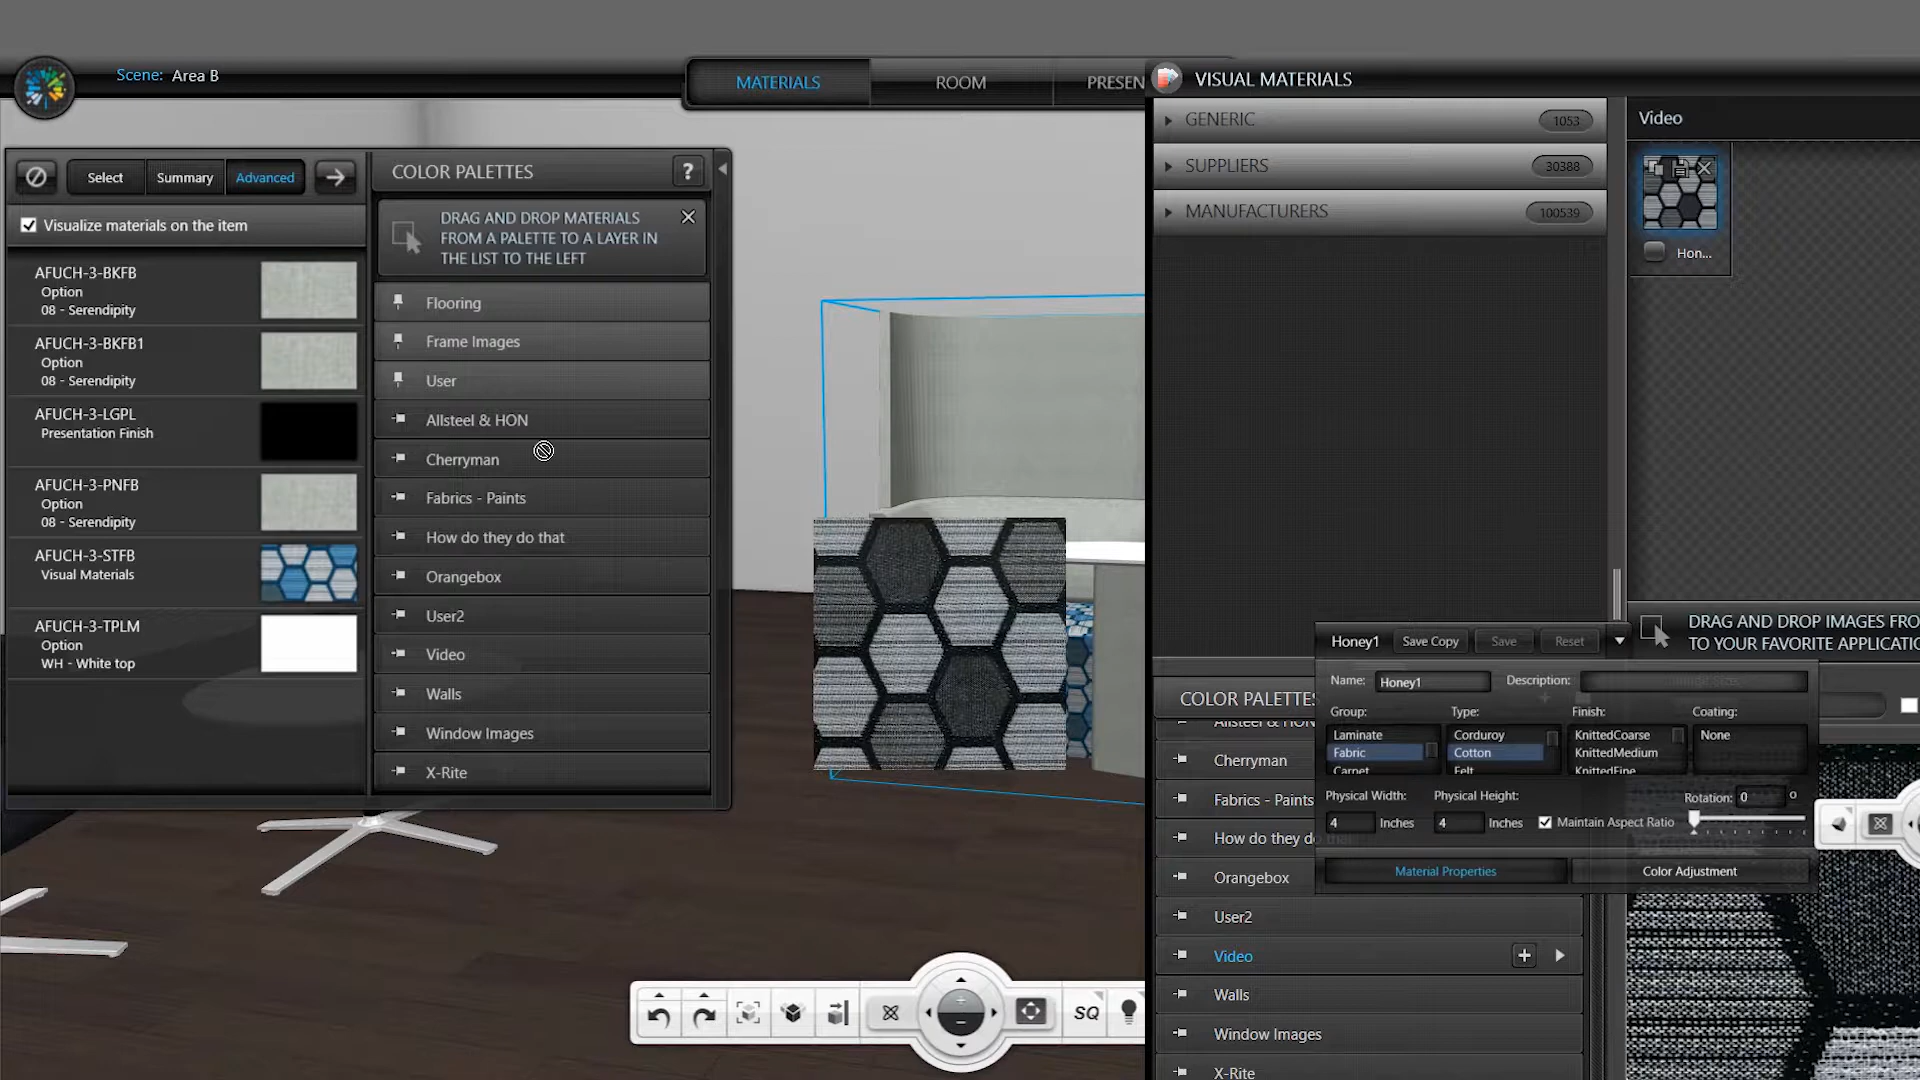 Scene: Area B
MATERIALS
ROOM
PRESEN
VISUAL MATERIALS
Select
Summary
Advanced
Visualize materials on the item
AFUCH-3-BKFB
Option
08 - Serendipity
AFUCH-3-BKFB1
Option
08 - Serendipity
AFUCH-3-LGPL
Presentation Finish
AFUCH-3-PNFB
Option
08 - Serendipity
AFUCH-3-STFB
Visual Materials
AFUCH-3-TPLM
Option
WH - White top
COLOR PALETTES
?
DRAG AND DROP MATERIALS
FROM A PALETTE TO A LAYER IN
THE LIST TO THE LEFT
Flooring
Frame Images
User
Allsteel & HON
Cherryman
Fabrics - Paints
How do they do that
Orangebox
User2
Video
Walls
Window Images
X-Rite
SQ
GENERIC 1053
SUPPLIERS 30388
MANUFACTURERS 100539
Video
Hon...
DRAG AND DROP IMAGES FRO
TO YOUR FAVORITE APPLICATIO
Honey1 Save Copy Save Reset
Name: Honey1 Description:
Group: Type: Finish: Coating:
Laminate Corduroy KnittedCoarse None
Fabric Cotton KnittedMedium
Carpet Felt KnittedFine
Physical Width: Physical Height: Rotation: 0 o
4 Inches 4 Inches Maintain Aspect Ratio
Material Properties Color Adjustment
COLOR PALETTES
Allsteel & HON
Cherryman
Fabrics - Paints
How do they do that
Orangebox
User2
Video +
Walls
Window Images
X-Rite